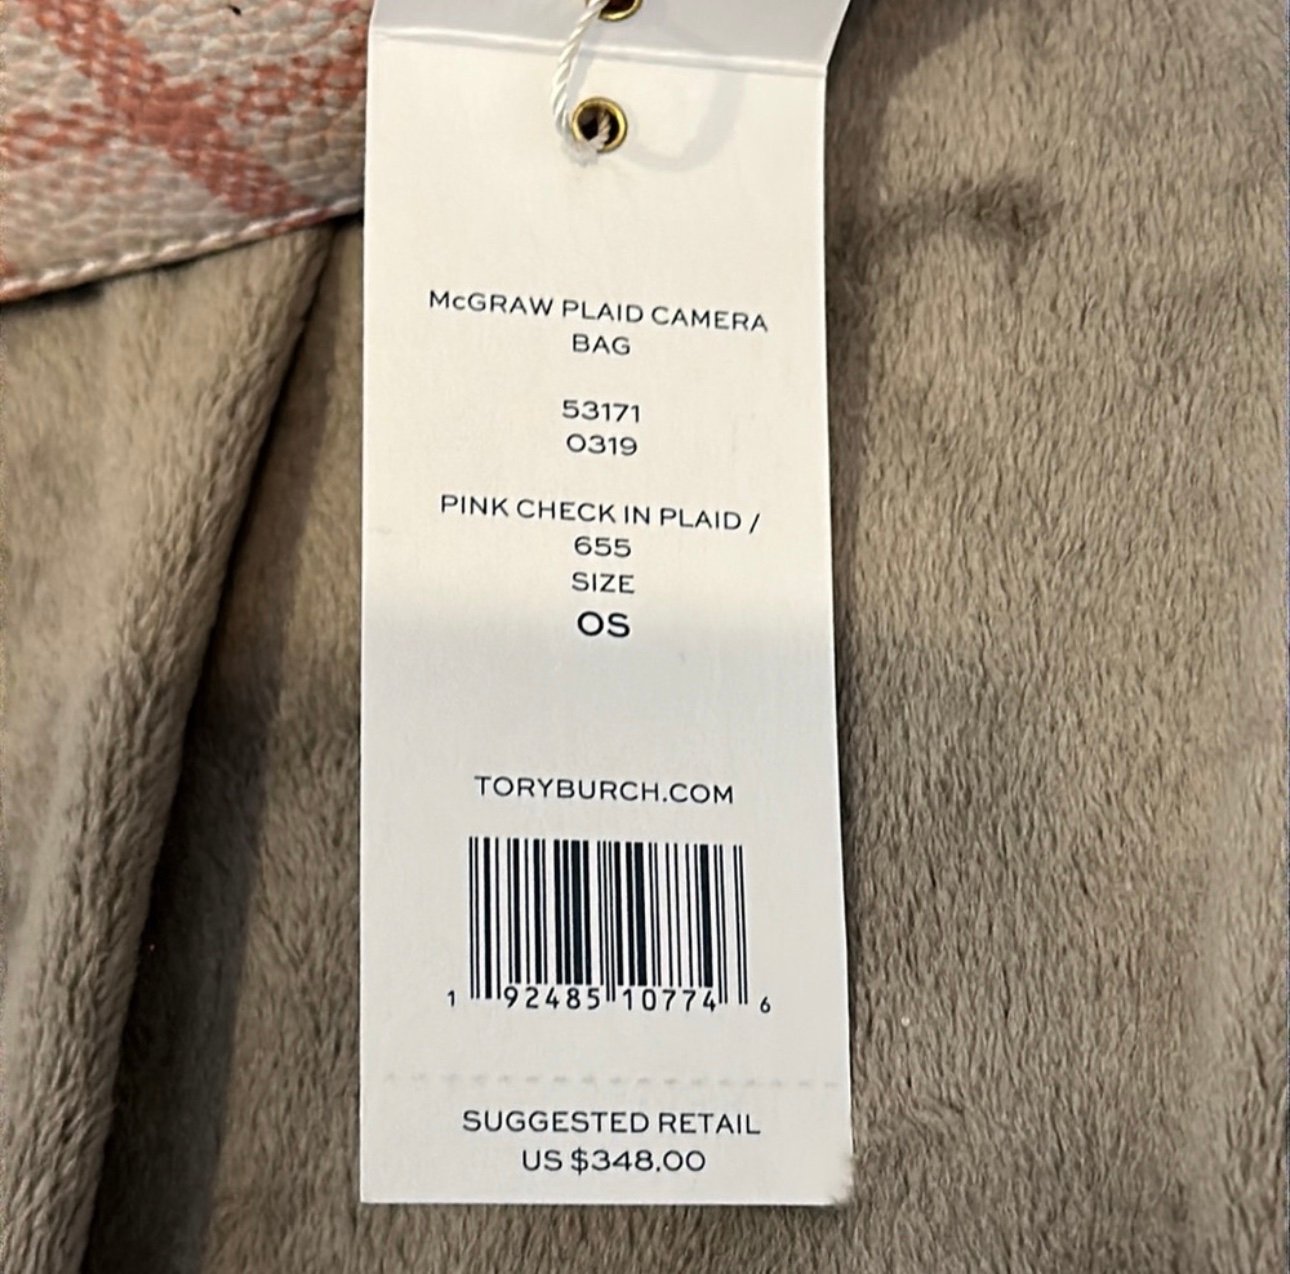 McGRAW PLAID CAMERA
BAG
53171
0319
PINK CHECK IN PLAID /
655
SIZE
OS
TORYBURCH.COM
1 92485 10774 6
SUGGESTED RETAIL
US $348.00